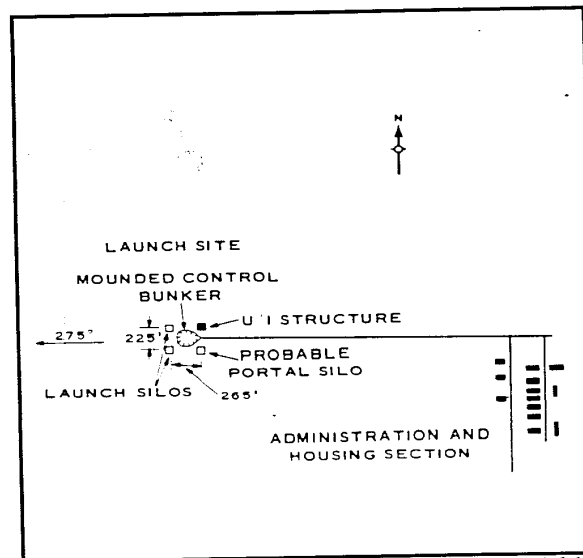 N
LAUNCH SITE
MOUNDED CONTROL
BUNKER
U/I STRUCTURE
275°
225'
PROBABLE
PORTAL SILO
LAUNCH SILOS
265'
ADMINISTRATION AND
HOUSING SECTION